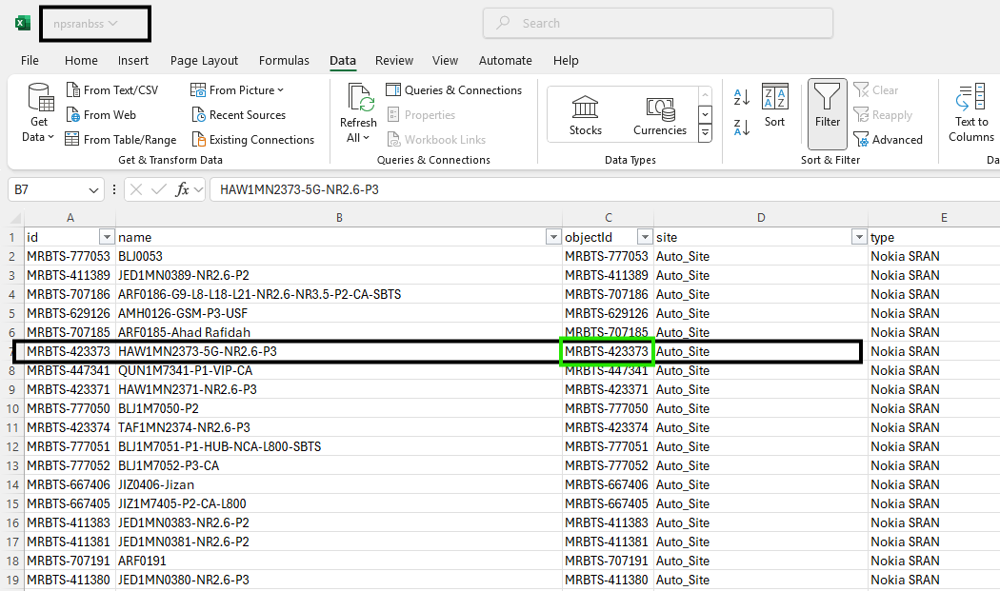 npsranbss
Search
File Home Insert Page Layout Formulas Data Review View Automate Help
Get Data
From Text/CSV
From Web
From Table/Range
From Picture
Recent Sources
Existing Connections
Get & Transform Data
Refresh All
Queries & Connections
Properties
Workbook Links
Queries & Connections
Stocks
Currencies
Data Types
Sort
Filter
Clear
Reapply
Advanced
Sort & Filter
Text to Columns
Da
B7 fx HAW1MN2373-5G-NR2.6-P3
A B C D E
1 id name objectId site type
2 MRBTS-777053 BLJ0053 MRBTS-777053 Auto_Site Nokia SRAN
3 MRBTS-411389 JED1MN0389-NR2.6-P2 MRBTS-411389 Auto_Site Nokia SRAN
4 MRBTS-707186 ARF0186-G9-L8-L18-L21-NR2.6-NR3.5-P2-CA-SBTS MRBTS-707186 Auto_Site Nokia SRAN
5 MRBTS-629126 AMH0126-GSM-P3-USF MRBTS-629126 Auto_Site Nokia SRAN
6 MRBTS-707185 ARF0185-Ahad Rafidah MRBTS-707185 Auto_Site Nokia SRAN
7 MRBTS-423373 HAW1MN2373-5G-NR2.6-P3 MRBTS-423373 Auto_Site Nokia SRAN
8 MRBTS-447341 QUN1M7341-P1-VIP-CA MRBTS-447341 Auto_Site Nokia SRAN
9 MRBTS-423371 HAW1MN2371-NR2.6-P3 MRBTS-423371 Auto_Site Nokia SRAN
10 MRBTS-777050 BLJ1M7050-P2 MRBTS-777050 Auto_Site Nokia SRAN
11 MRBTS-423374 TAF1MN2374-NR2.6-P3 MRBTS-423374 Auto_Site Nokia SRAN
12 MRBTS-777051 BLJ1M7051-P1-HUB-NCA-L800-SBTS MRBTS-777051 Auto_Site Nokia SRAN
13 MRBTS-777052 BLJ1M7052-P3-CA MRBTS-777052 Auto_Site Nokia SRAN
14 MRBTS-667406 JIZ0406-Jizan MRBTS-667406 Auto_Site Nokia SRAN
15 MRBTS-667405 JIZ1M7405-P2-CA-L800 MRBTS-667405 Auto_Site Nokia SRAN
16 MRBTS-411383 JED1MN0383-NR2.6-P2 MRBTS-411383 Auto_Site Nokia SRAN
17 MRBTS-411381 JED1MN0381-NR2.6-P2 MRBTS-411381 Auto_Site Nokia SRAN
18 MRBTS-707191 ARF0191 MRBTS-707191 Auto_Site Nokia SRAN
19 MRBTS-411380 JED1MN0380-NR2.6-P3 MRBTS-411380 Auto_Site Nokia SRAN